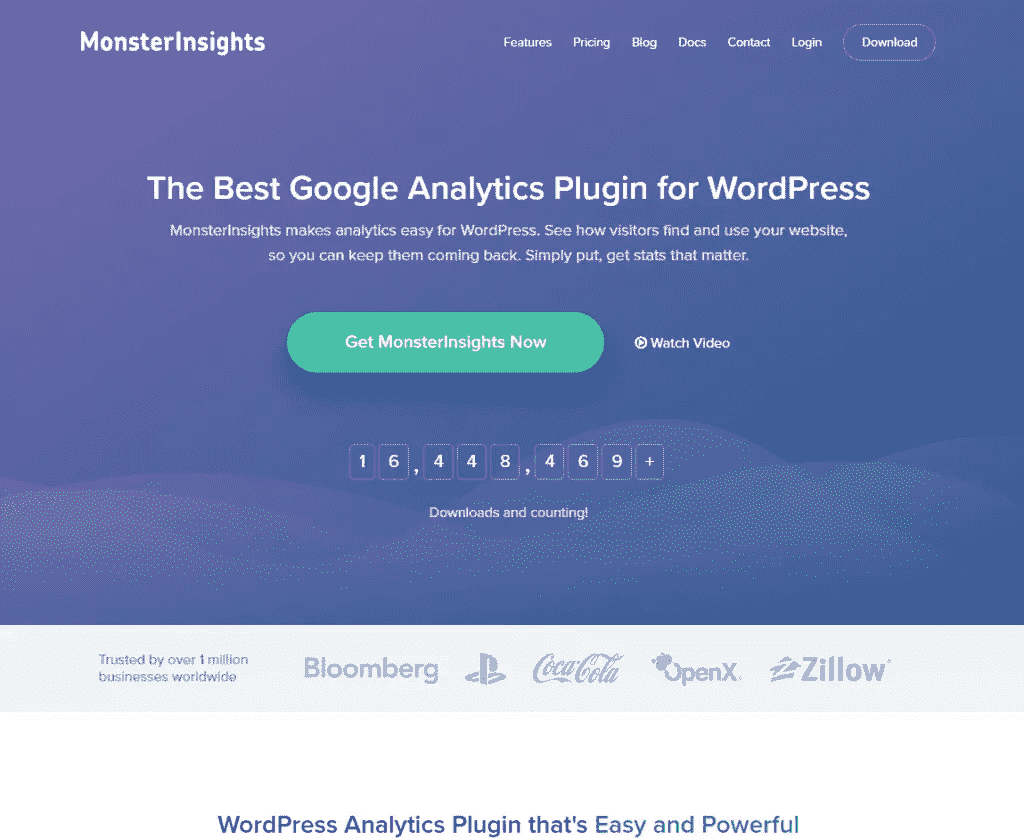 MonsterInsights
Features Pricing Blog Docs Contact Login Download
The Best Google Analytics Plugin for WordPress
MonsterInsights makes analytics easy for WordPress. See how visitors find and use your website,
so you can keep them coming back. Simply put, get stats that matter.
Get MonsterInsights Now
Watch Video
16,448,469+
Downloads and counting!
Trusted by over 1 million
businesses worldwide
Bloomberg Coca-Cola OpenX Zillow
WordPress Analytics Plugin that's Easy and Powerful